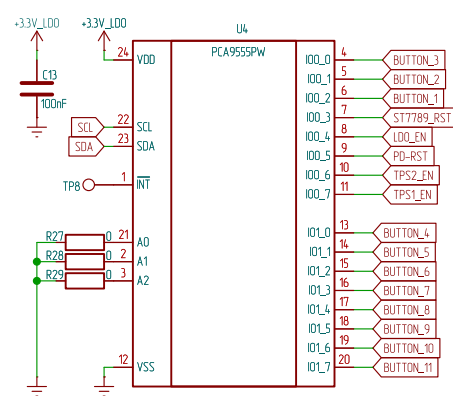 +3.3V_LDO
+3.3V_LDO
U4
PCA9555PW
C13
100nF
24 VDD
22 SCL SCL
23 SDA SDA
TP8 1 INT
R27 0 21 A0
R28 0 2 A1
R29 0 3 A2
12 VSS
IO0_0 4 BUTTON_3
IO0_1 5 BUTTON_2
IO0_2 6 BUTTON_1
IO0_3 7 ST7789_RST
IO0_4 8 LDO_EN
IO0_5 9 PD-RST
IO0_6 10 TPS2_EN
IO0_7 11 TPS1_EN
IO1_0 13 BUTTON_4
IO1_1 14 BUTTON_5
IO1_2 15 BUTTON_6
IO1_3 16 BUTTON_7
IO1_4 17 BUTTON_8
IO1_5 18 BUTTON_9
IO1_6 19 BUTTON_10
IO1_7 20 BUTTON_11